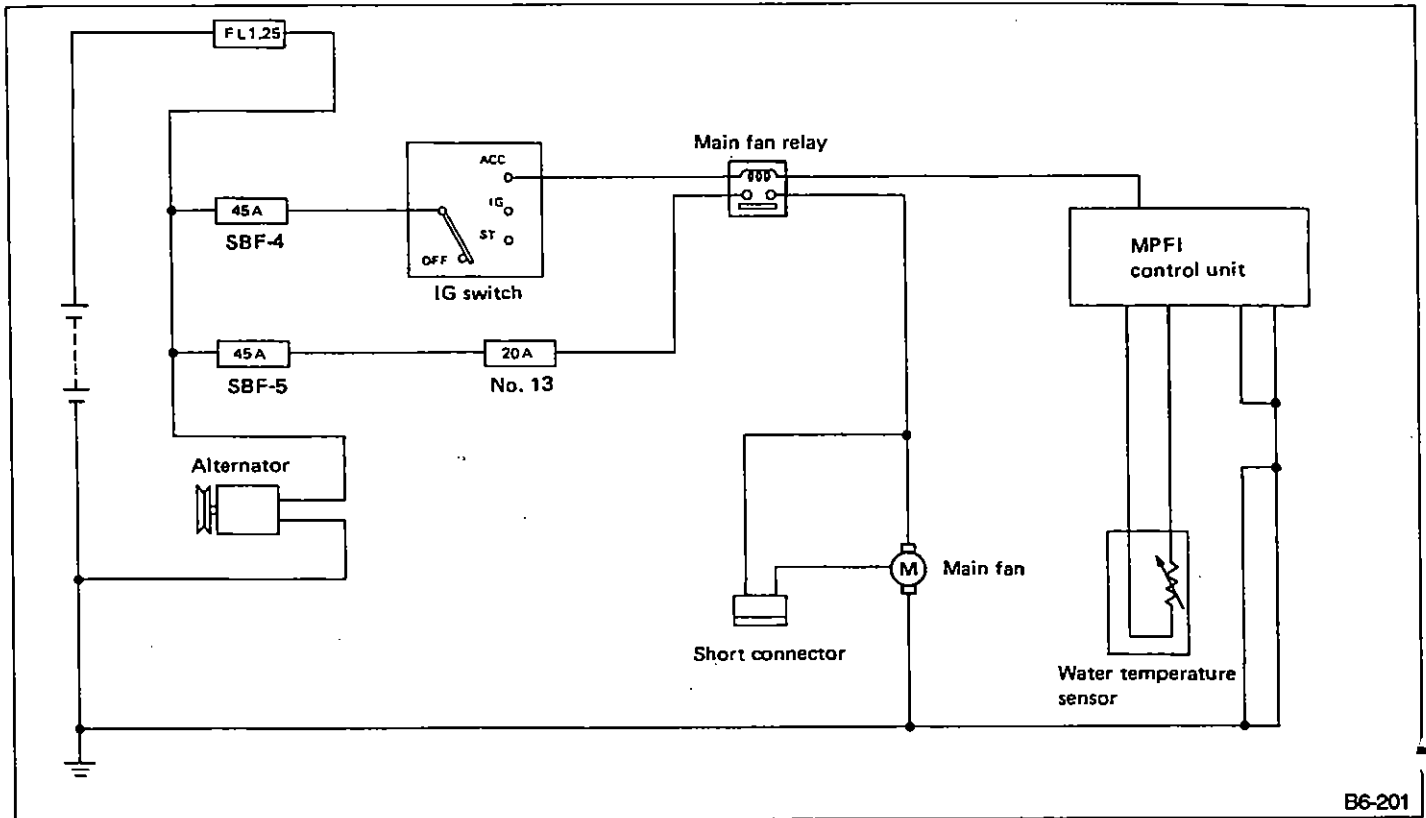 FL1.25
Main fan relay
ACC
IG
ST
OFF
IG switch
45A
SBF-4
MPFI
control unit
45A
SBF-5
20A
No. 13
Alternator
M
Main fan
Short connector
Water temperature
sensor
B6-201